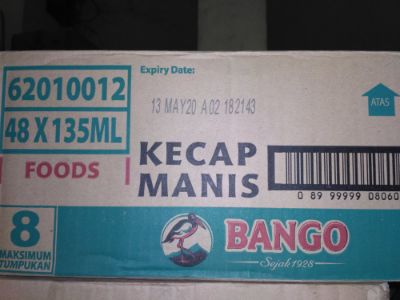 62010012
48 X 135ML
FOODS
8
MAKSIMUM
TUMPUKAN
Expiry Date:
13 MAY20 A02 182143
ATAS
KECAP
MANIS
0 89 99999 0806
BANGO
Sejak 1928